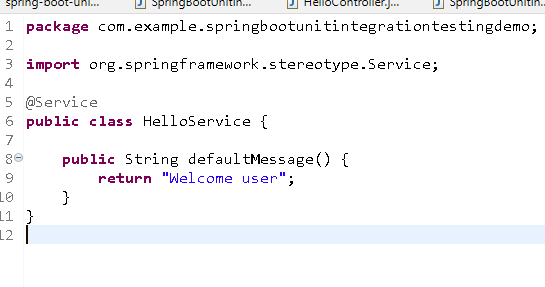 spring-boot-uni...
SpringBootUnitin...
HelloController.j...
SpringBootUnitin...
1 package com.example.springbootunitintegrationtestingdemo;
2
3 import org.springframework.stereotype.Service;
4
5 @Service
6 public class HelloService {
7
8 public String defaultMessage() {
9 return "Welcome user";
10 }
11 }
12